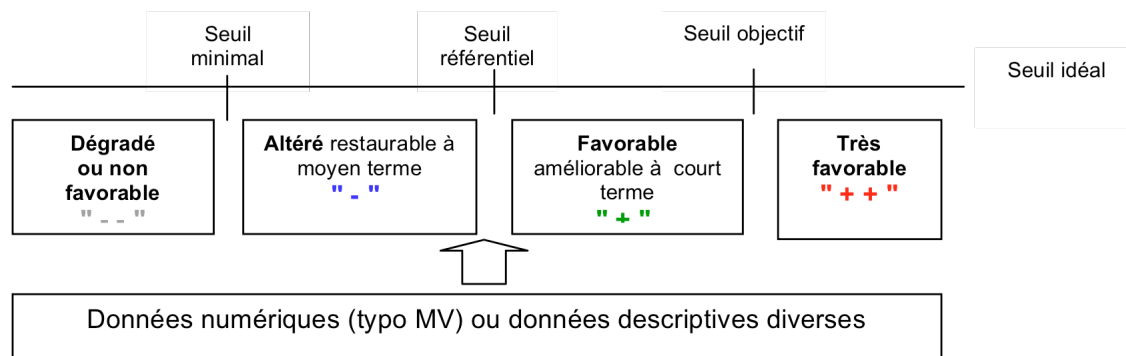 Seuil
minimal
Seuil
référentiel
Seuil objectif
Seuil idéal
Dégradé
ou non
favorable
" - - "
Altéré restaurable à
moyen terme
" - "
Favorable
améliorable à court
terme
" + "
Très
favorable
" + + "
Données numériques (typo MV) ou données descriptives diverses